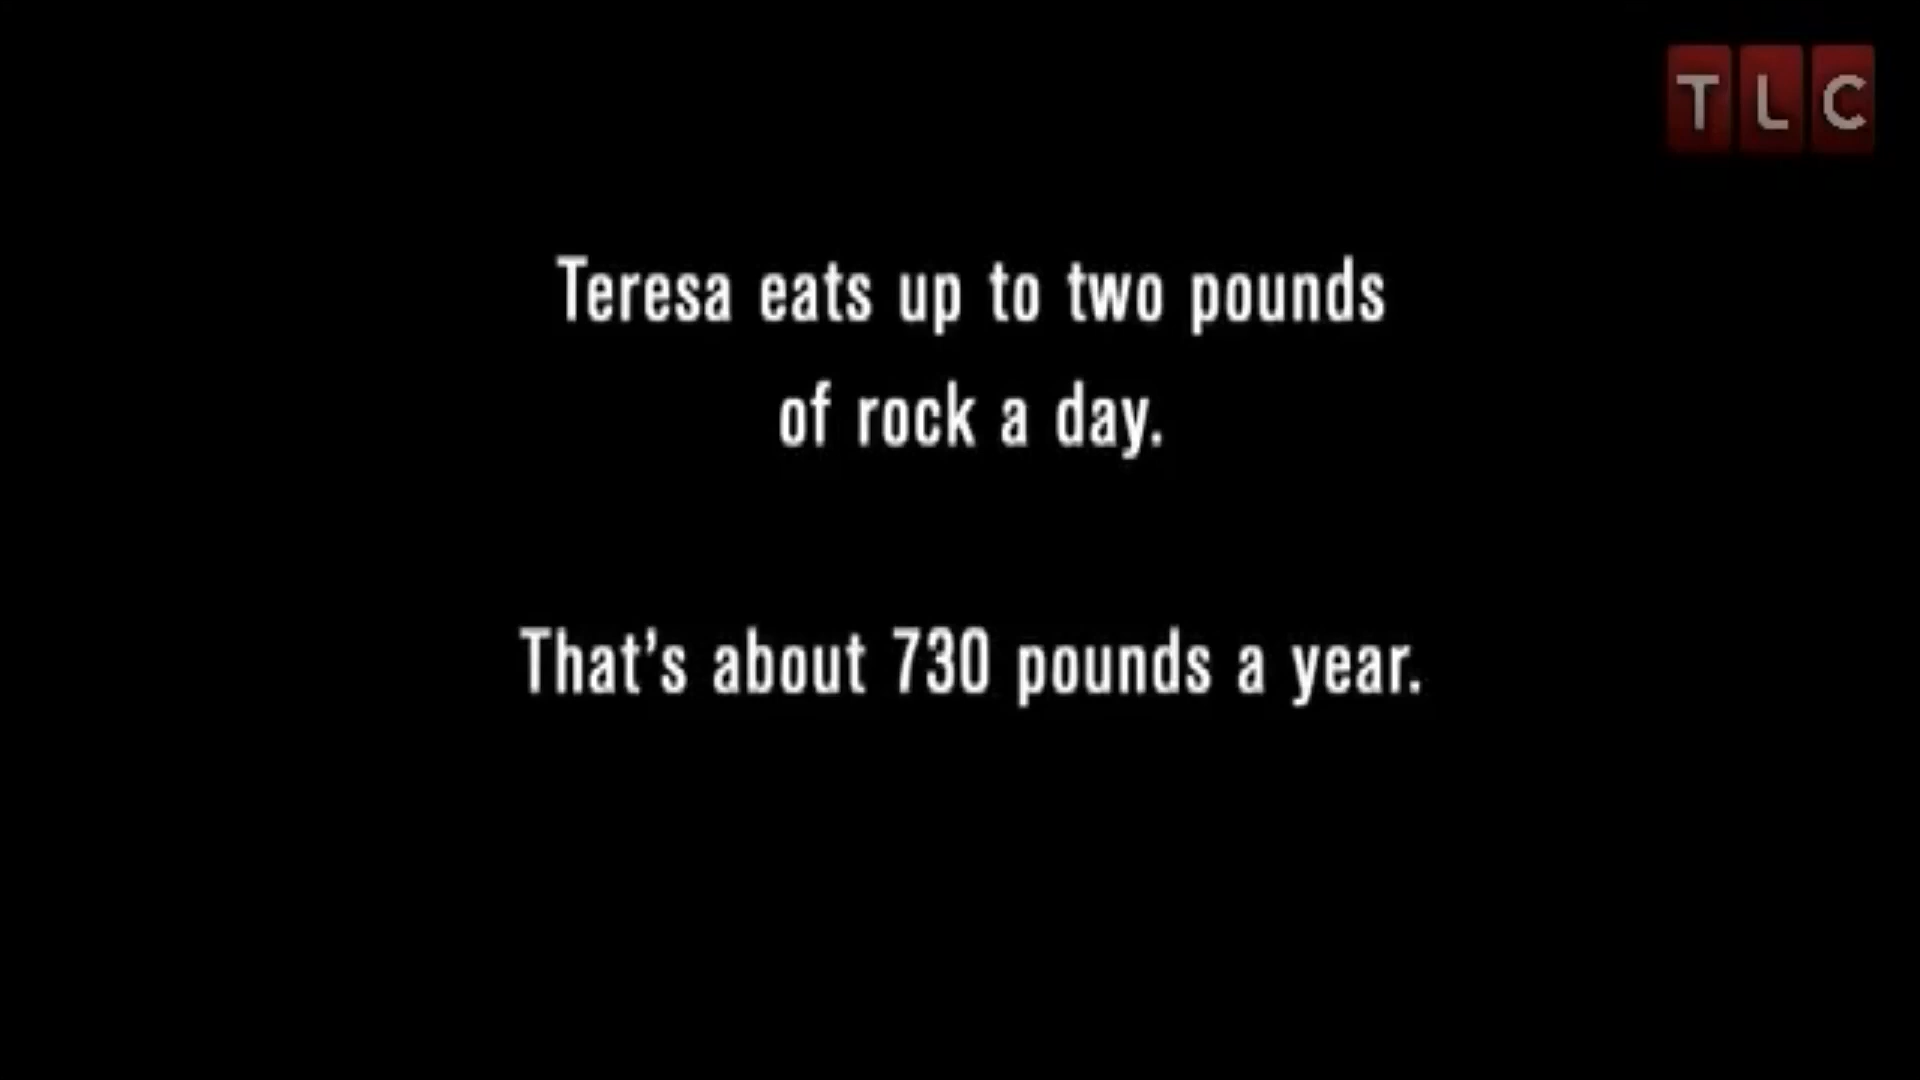 TLC
Teresa eats up to two pounds
of rock a day.
That's about 730 pounds a year.